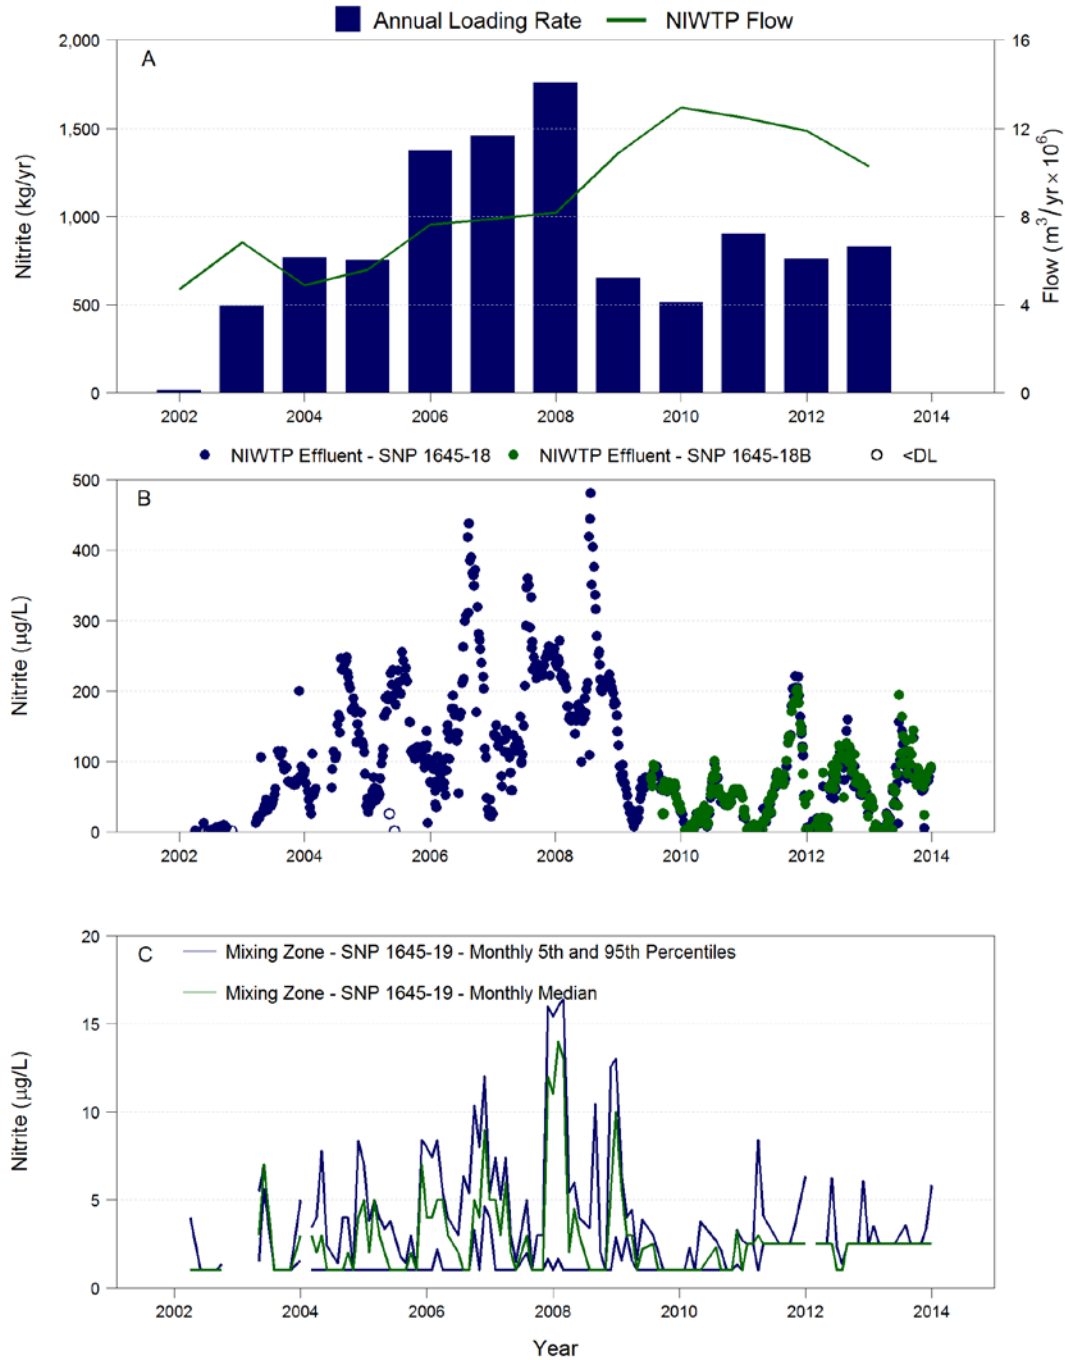 Annual Loading Rate NIWTP Flow
A
2,000
1,500
1,000
500
0
Nitrite (kg/yr)
16
12
8
4
0
Flow (m³/yr × 10⁶)
2002 2004 2006 2008 2010 2012 2014
NIWTP Effluent - SNP 1645-18 NIWTP Effluent - SNP 1645-18B <DL
B
500
400
300
200
100
0
Nitrite (µg/L)
2002 2004 2006 2008 2010 2012 2014
C
Mixing Zone - SNP 1645-19 - Monthly 5th and 95th Percentiles
Mixing Zone - SNP 1645-19 - Monthly Median
20
15
10
5
0
Nitrite (µg/L)
2002 2004 2006 2008 2010 2012 2014
Year